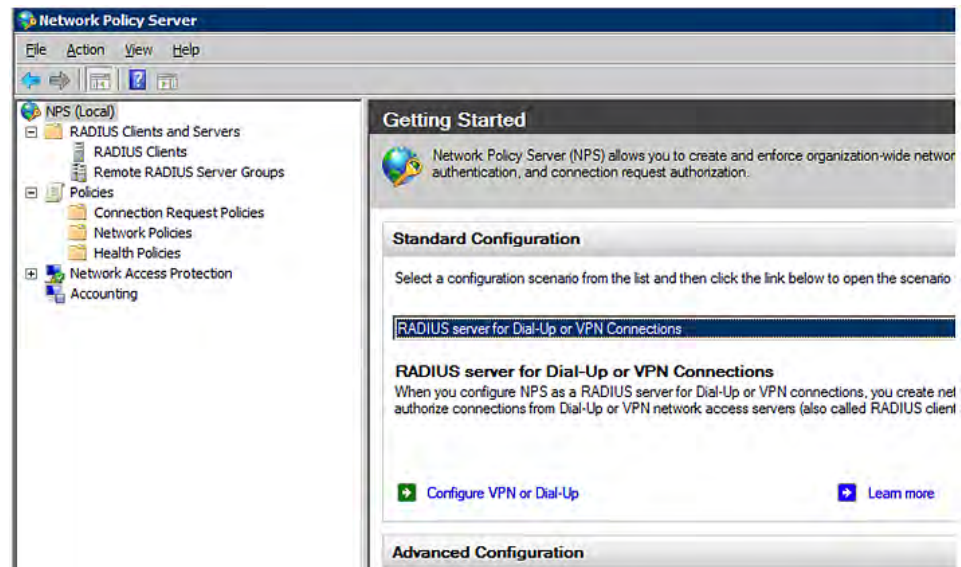 Network Policy Server
File Action View Help
NPS (Local)
RADIUS Clients and Servers
RADIUS Clients
Remote RADIUS Server Groups
Policies
Connection Request Policies
Network Policies
Health Policies
Network Access Protection
Accounting
Getting Started
Network Policy Server (NPS) allows you to create and enforce organization-wide networ
authentication, and connection request authorization.
Standard Configuration
Select a configuration scenario from the list and then click the link below to open the scenario
RADIUS server for Dial-Up or VPN Connections
RADIUS server for Dial-Up or VPN Connections
When you configure NPS as a RADIUS server for Dial-Up or VPN connections, you create net
authorize connections from Dial-Up or VPN network access servers (also called RADIUS client
Configure VPN or Dial-Up Learn more
Advanced Configuration